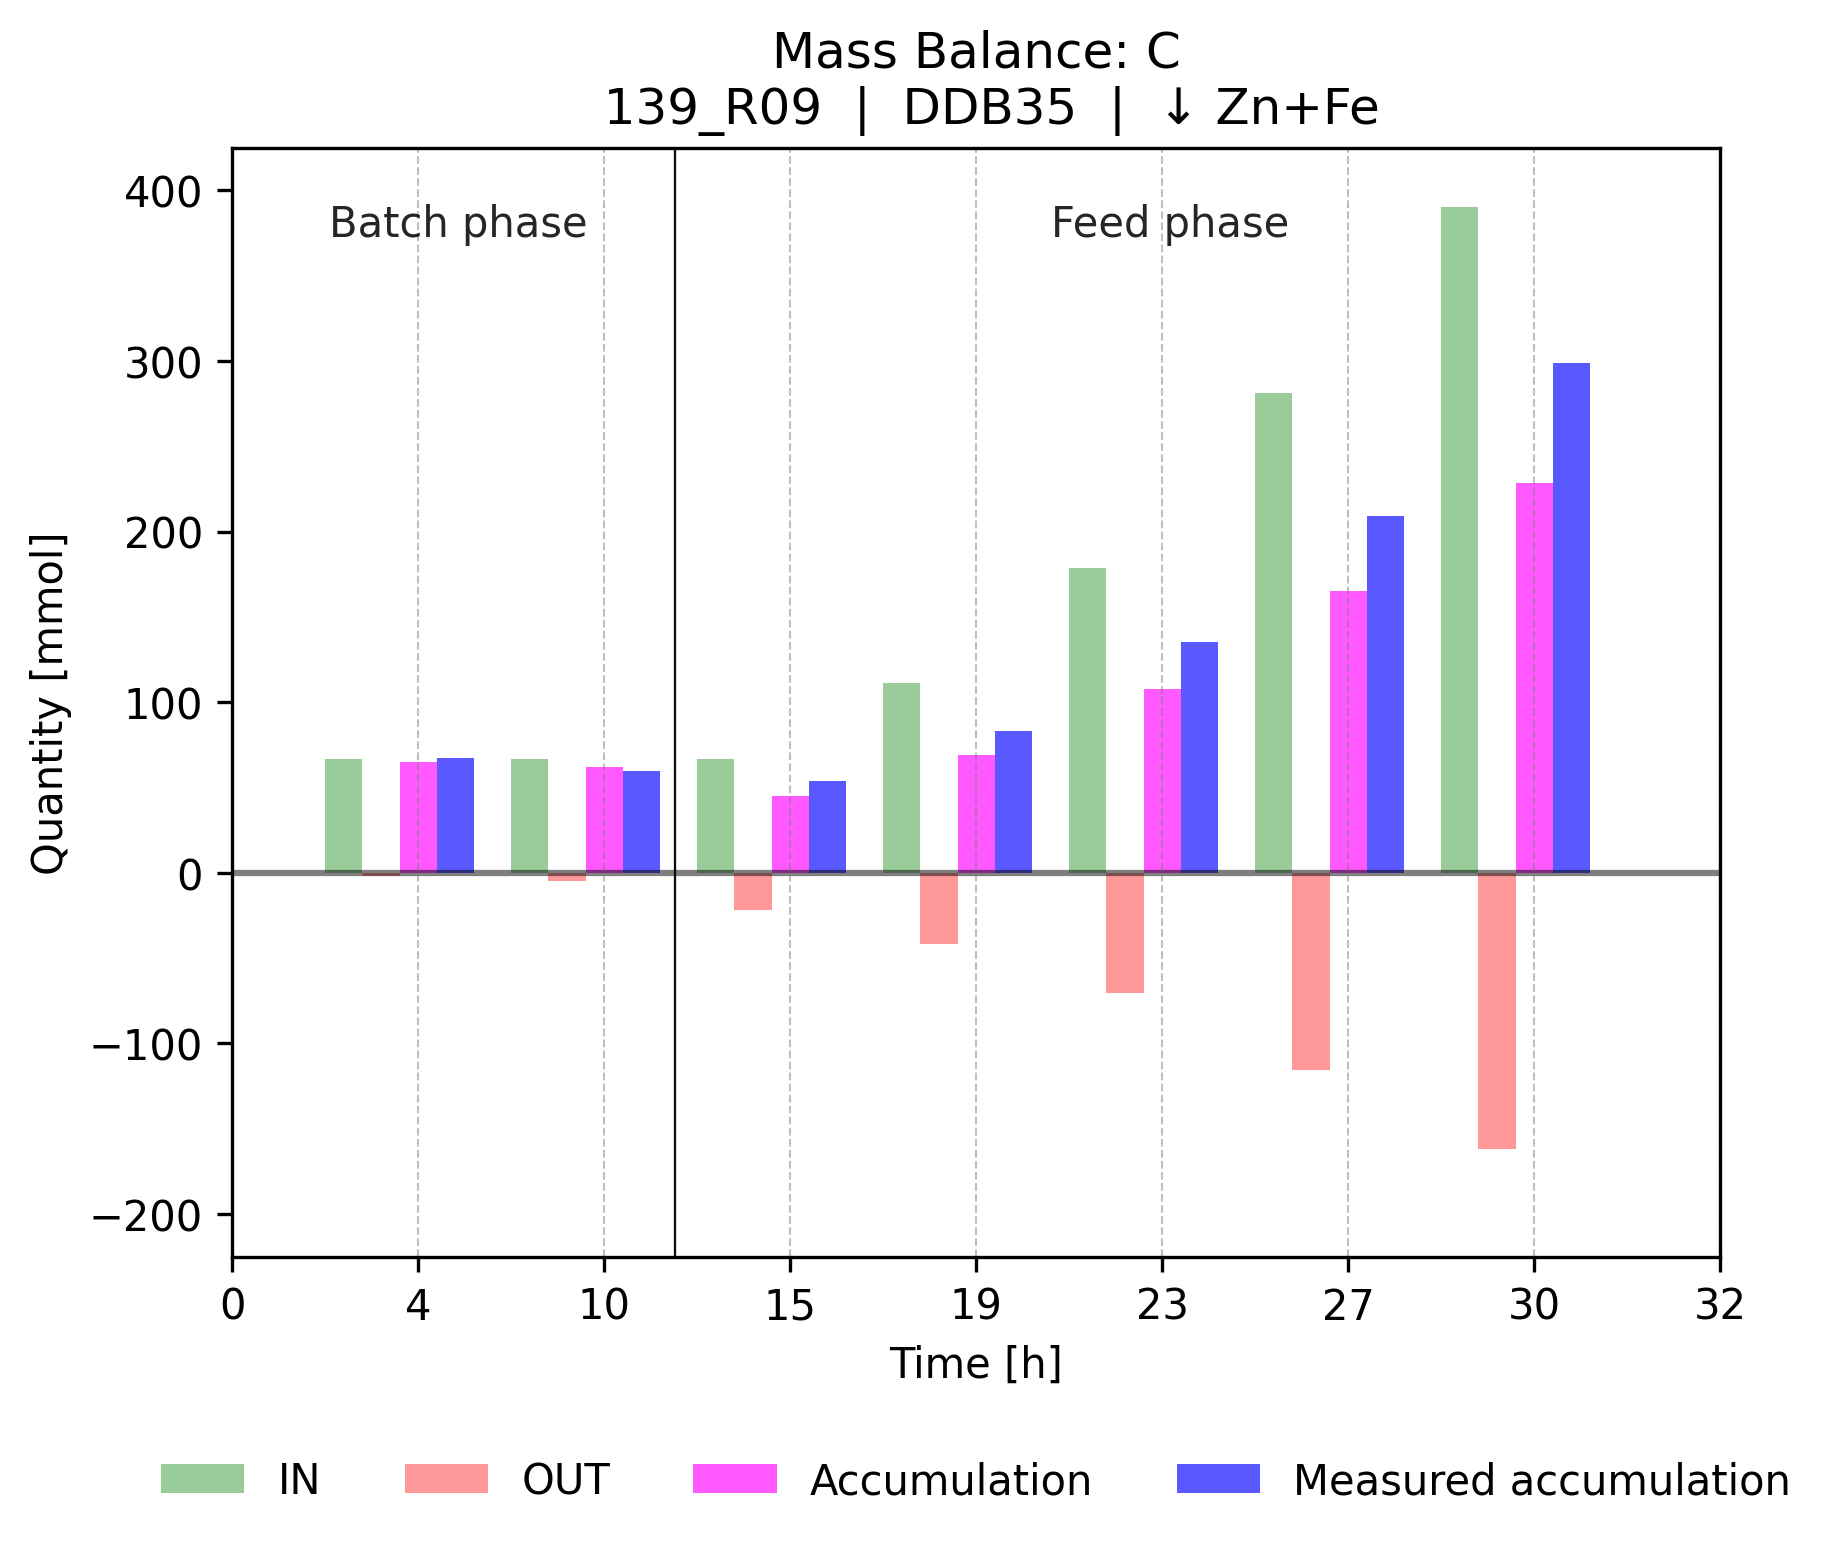 Mass Balance: C
139_R09 | DDB35 | ↓ Zn+Fe
Batch phase
Feed phase
400
300
200
100
0
−100
−200
Quantity [mmol]
0 4 10 15 19 23 27 30 32
Time [h]
IN OUT Accumulation Measured accumulation